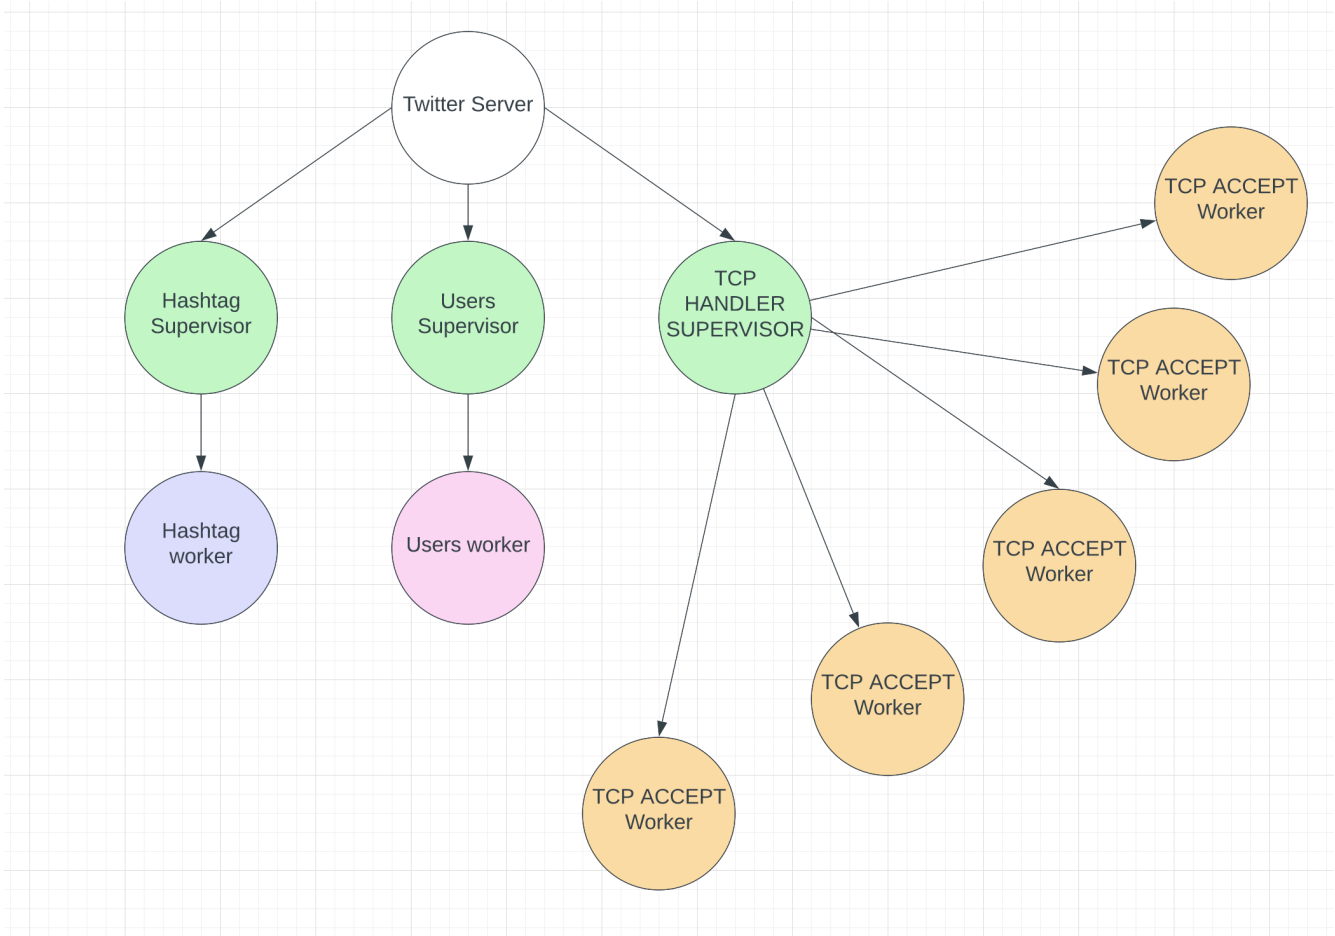 Twitter Server
TCP ACCEPT
Worker
Hashtag
Supervisor
Users
Supervisor
TCP
HANDLER
SUPERVISOR
TCP ACCEPT
Worker
Hashtag
worker
Users worker
TCP ACCEPT
Worker
TCP ACCEPT
Worker
TCP ACCEPT
Worker